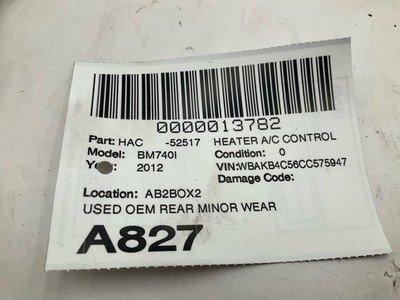 0000013782
Part: HAC -52517 HEATER A/C CONTROL
Model: BM740I Condition: 0
2012 VIN:WBAKB4C56CC575947
Damage Code:
Location: AB2BOX2
USED OEM REAR MINOR WEAR
A827